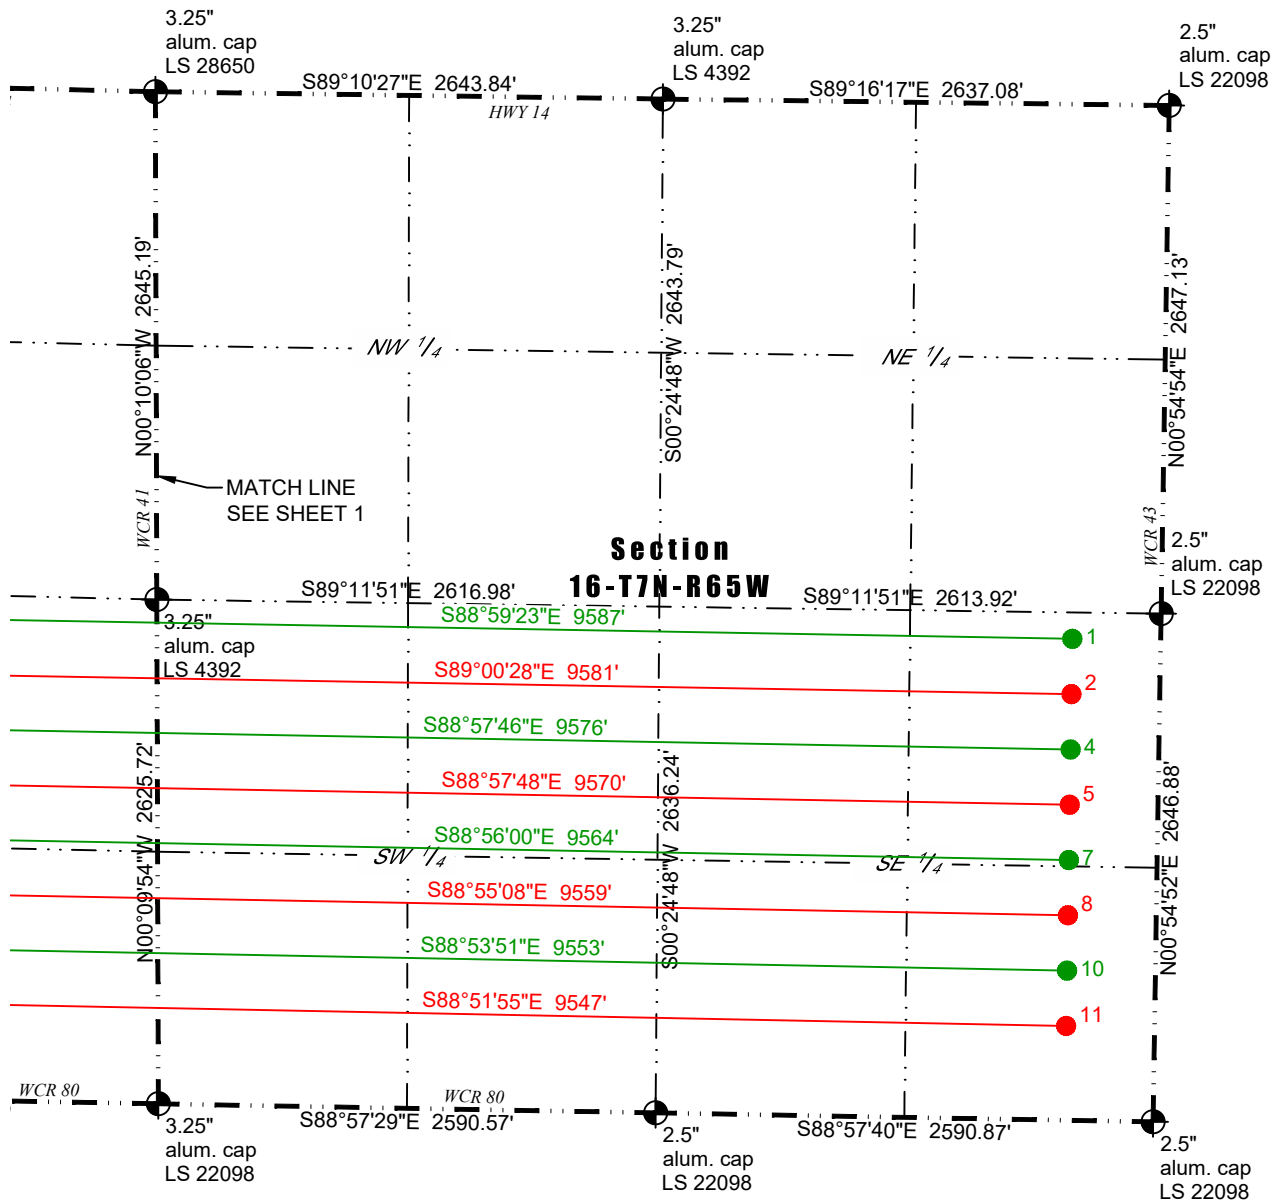 3.25"
alum. cap
LS 28650
3.25"
alum. cap
LS 4392
2.5"
alum. cap
LS 22098
S89°10'27"E 2643.84'
S89°16'17"E 2637.08'
HWY 14
N00°10'06"W 2645.19'
S00°24'48"W 2643.79'
N00°54'54"E 2647.13'
NW 1/4
NE 1/4
MATCH LINE
SEE SHEET 1
WCR 41
WCR 43
Section
16-T7N-R65W
2.5"
alum. cap
LS 22098
S89°11'51"E 2616.98'
S89°11'51"E 2613.92'
3.25"
alum. cap
LS 4392
S88°59'23"E 9587'
1
S89°00'28"E 9581'
2
S88°57'46"E 9576'
4
S88°57'48"E 9570'
5
S88°56'00"E 9564'
7
SW 1/4
SE 1/4
S88°55'08"E 9559'
8
S88°53'51"E 9553'
10
S88°51'55"E 9547'
11
N00°09'54"W 2625.72'
S00°24'48"W 2636.24'
N00°54'52"E 2646.88'
WCR 80
WCR 80
S88°57'29"E 2590.57'
S88°57'40"E 2590.87'
3.25"
alum. cap
LS 22098
2.5"
alum. cap
LS 22098
2.5"
alum. cap
LS 22098